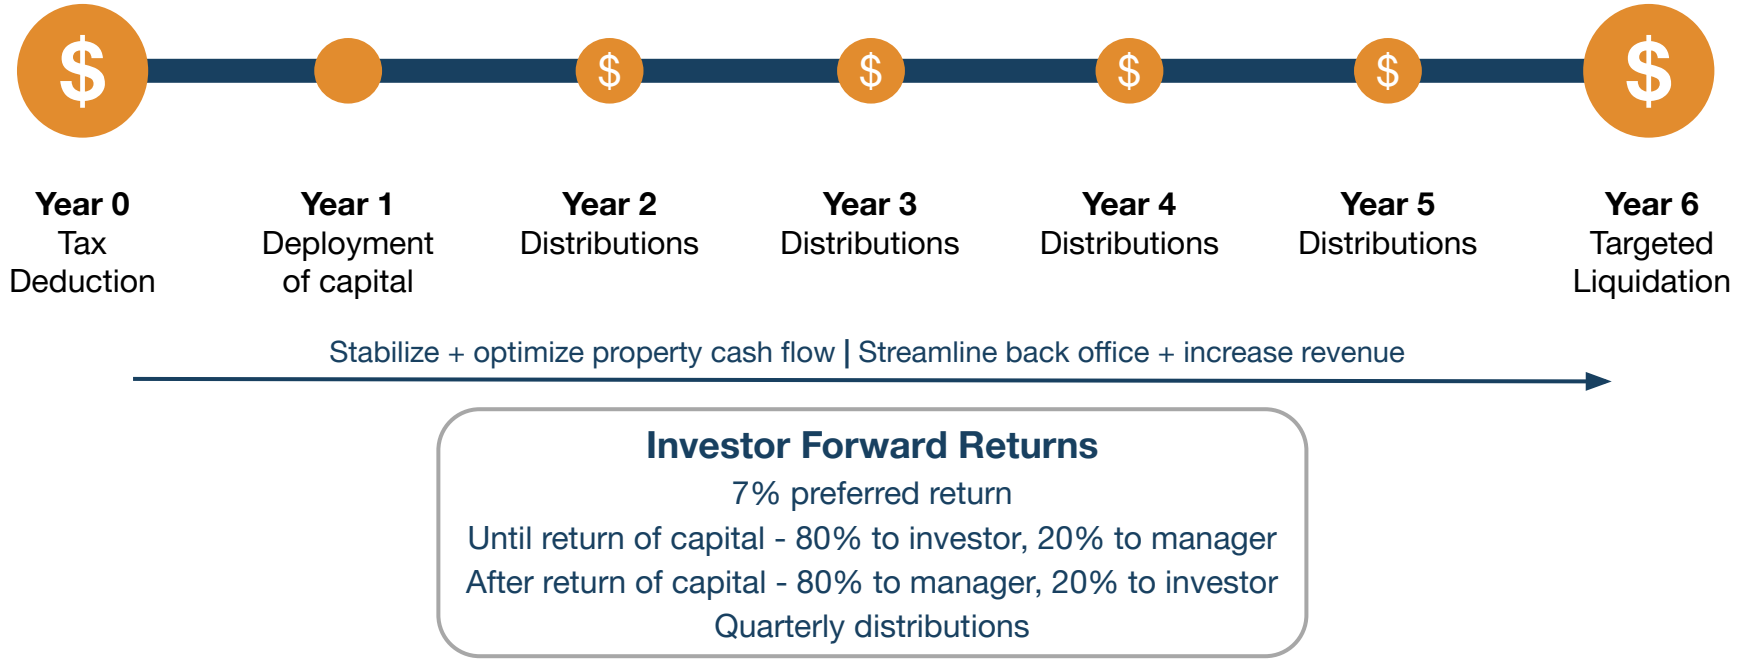 $ $ $ $ $ $
Year 0
Tax
Deduction
Year 1
Deployment
of capital
Year 2
Distributions
Year 3
Distributions
Year 4
Distributions
Year 5
Distributions
Year 6
Targeted
Liquidation
Stabilize + optimize property cash flow | Streamline back office + increase revenue
Investor Forward Returns
7% preferred return
Until return of capital - 80% to investor, 20% to manager
After return of capital - 80% to manager, 20% to investor
Quarterly distributions